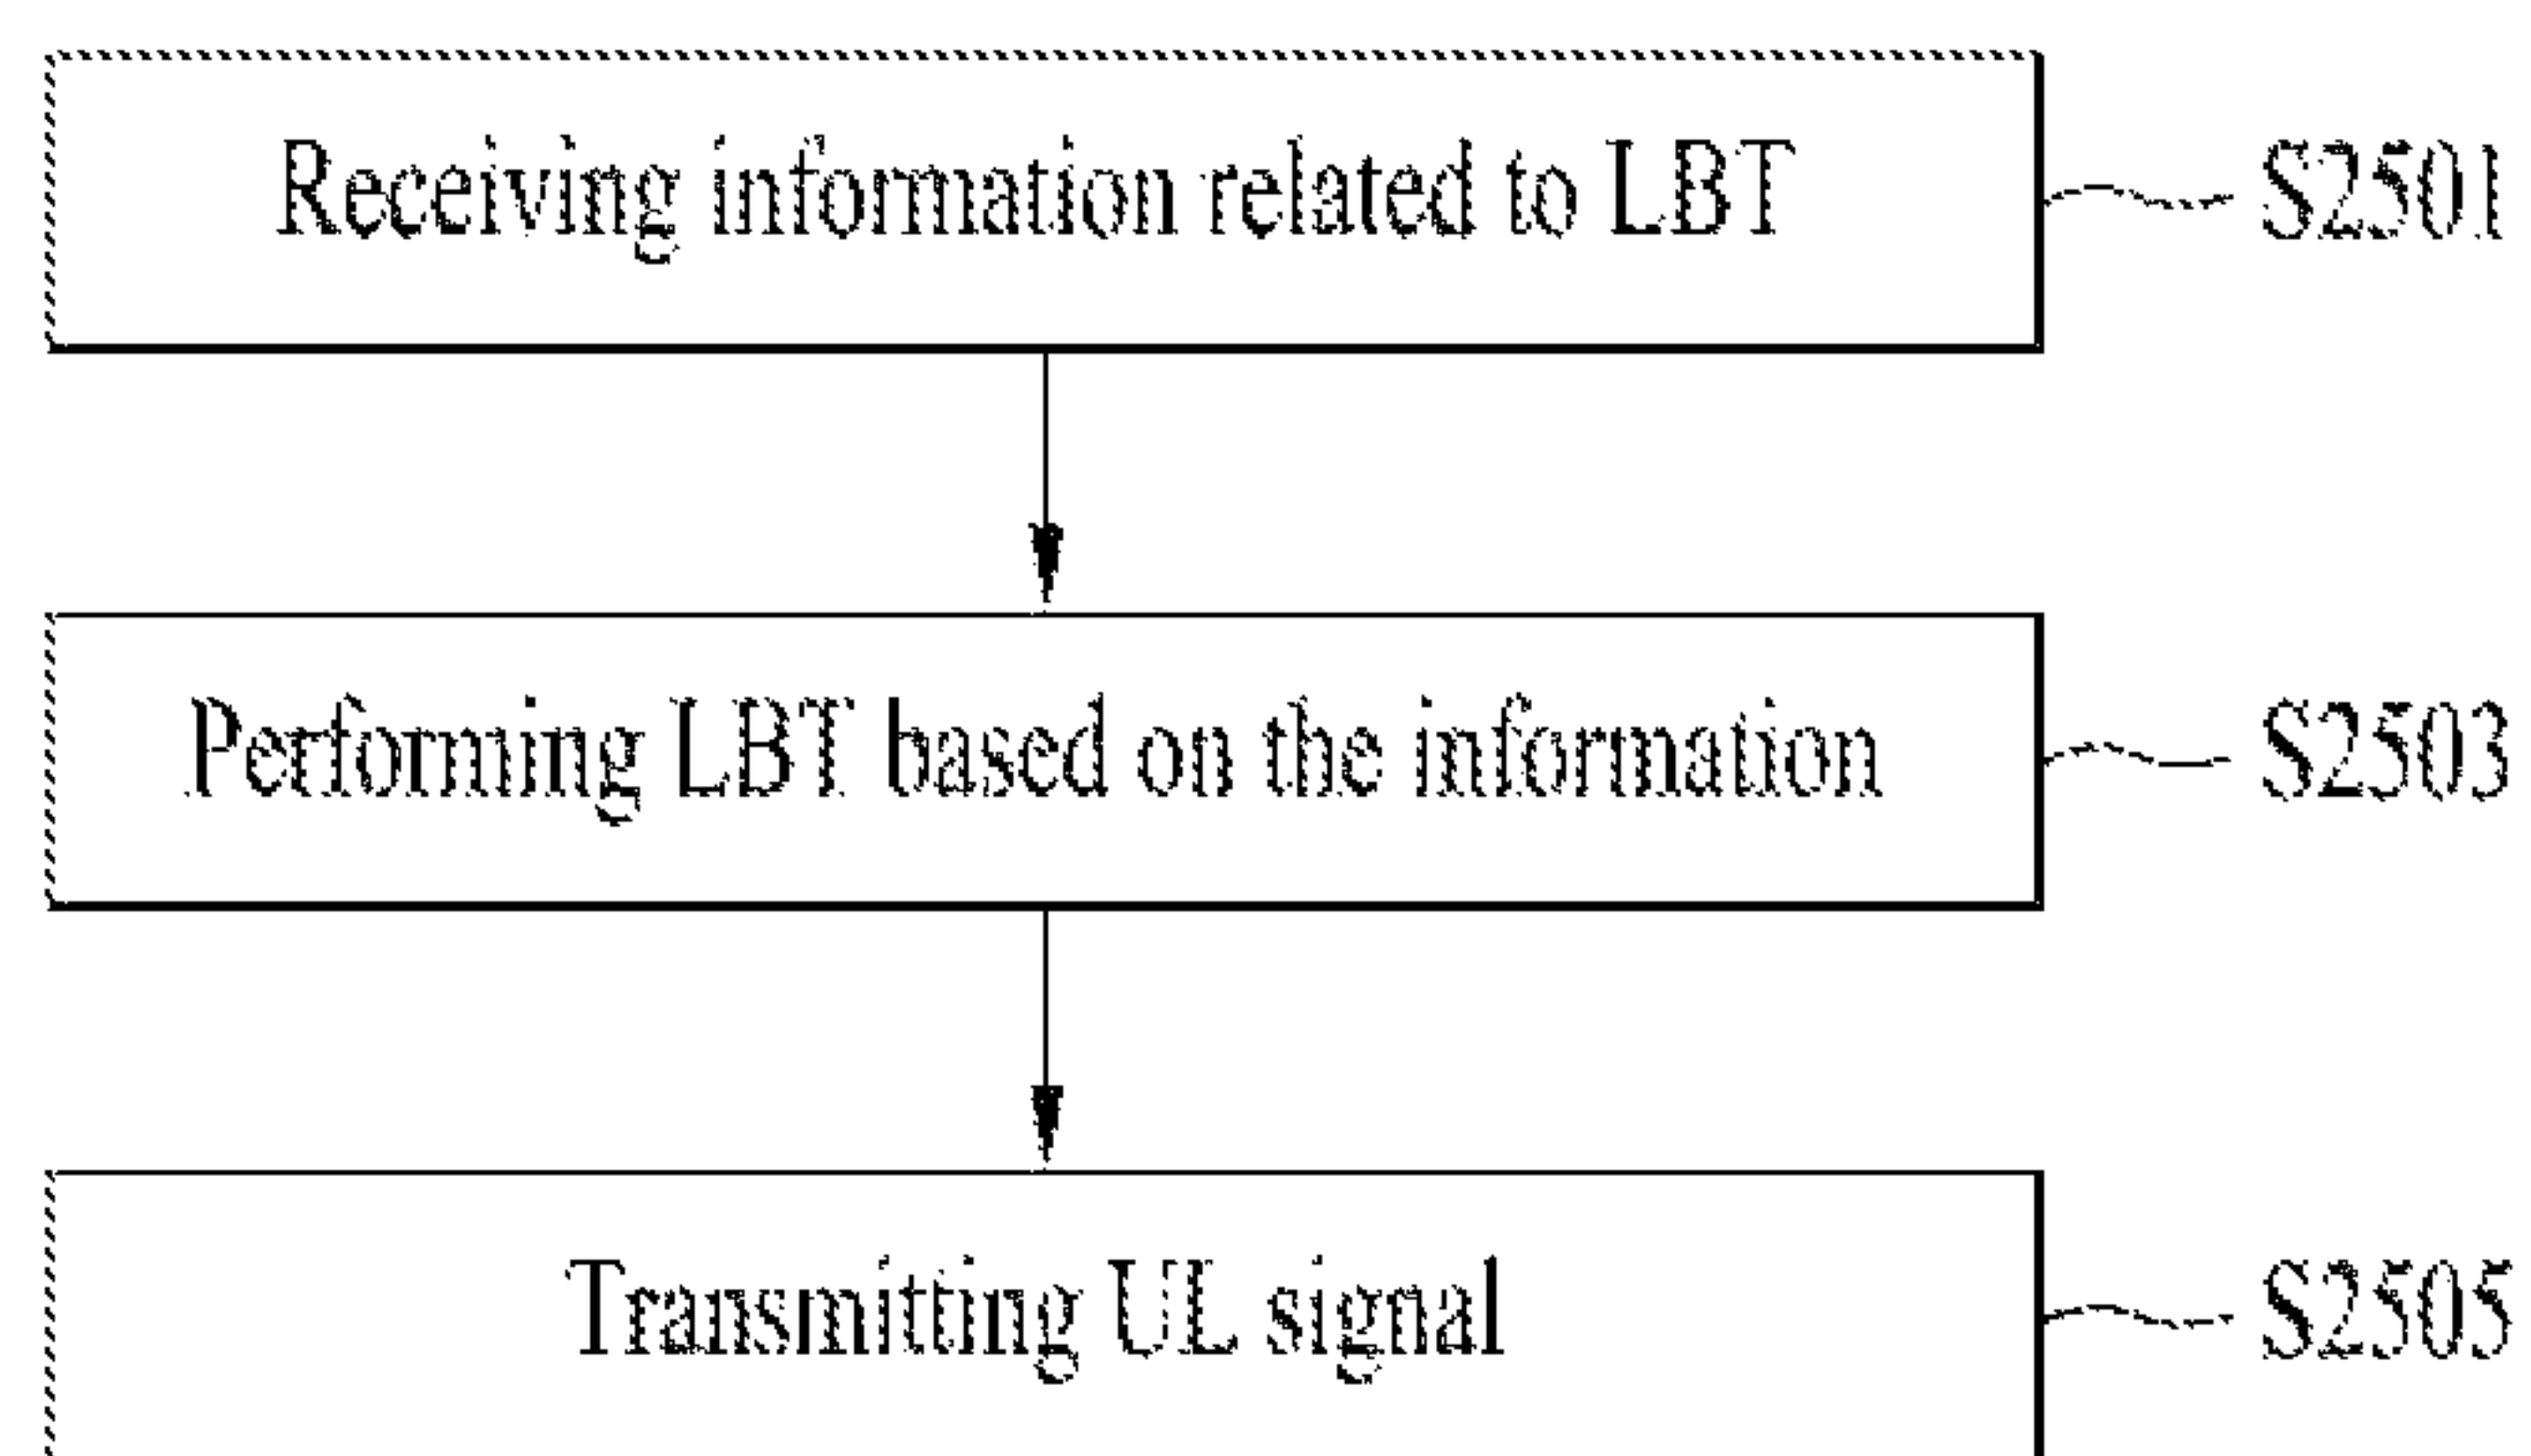 Receiving information related to LBT S2501
Performing LBT based on the information S2503
Transmitting UL signal S2505